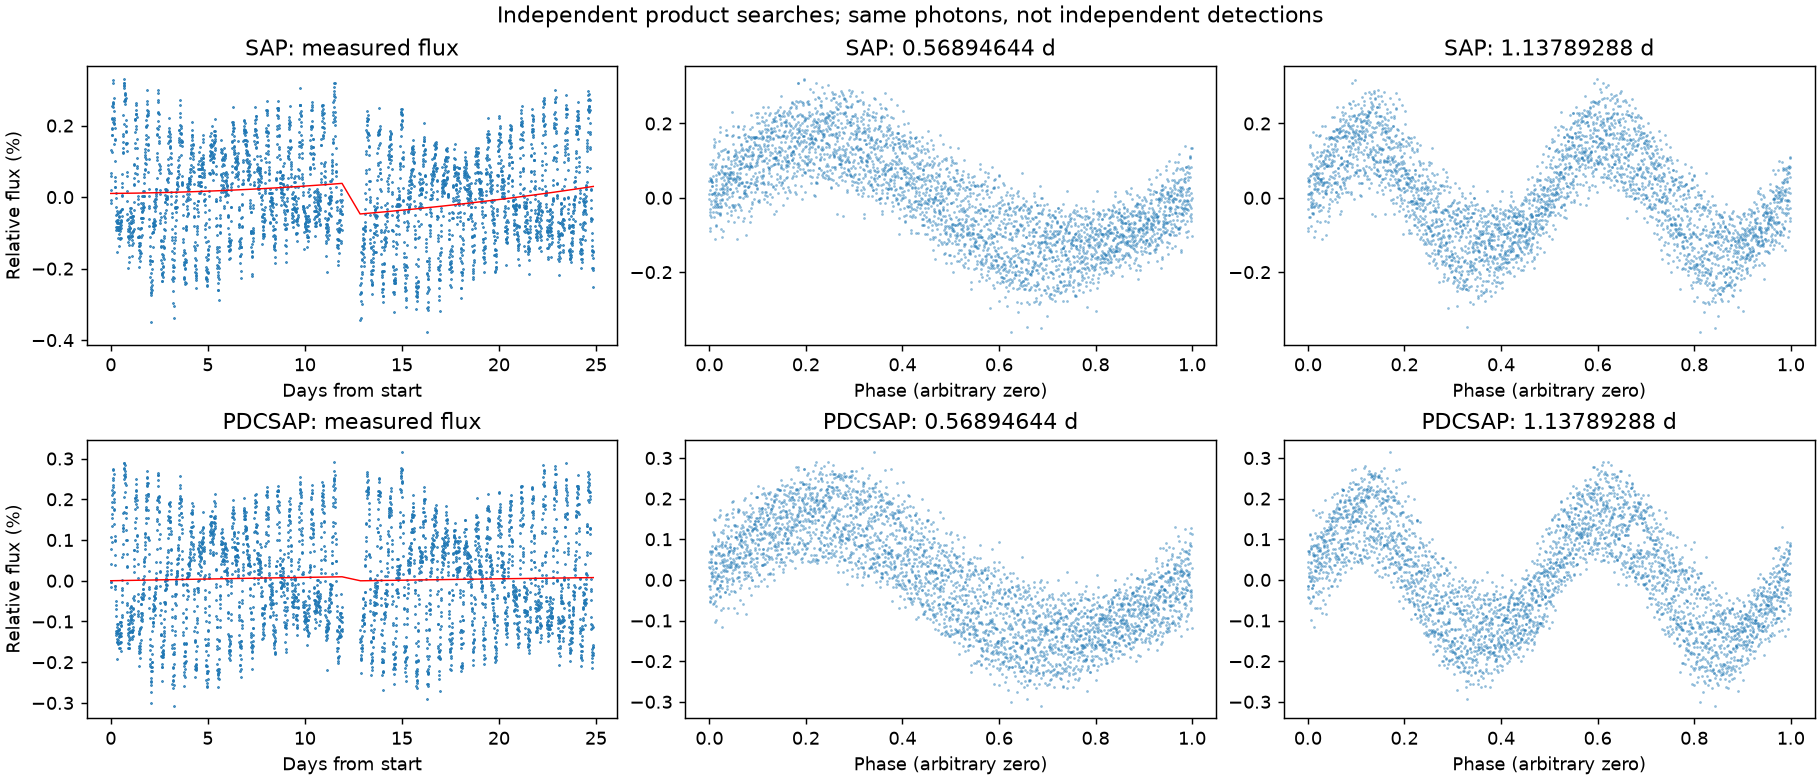 Independent product searches; same photons, not independent detections
SAP: measured flux
SAP: 0.56894644 d
SAP: 1.13789288 d
Relative flux (%)
0.2
0.0
−0.2
−0.4
0 5 10 15 20 25
Days from start
0.2
0.0
−0.2
0.0 0.2 0.4 0.6 0.8 1.0
Phase (arbitrary zero)
0.2
0.0
−0.2
0.0 0.2 0.4 0.6 0.8 1.0
Phase (arbitrary zero)
PDCSAP: measured flux
PDCSAP: 0.56894644 d
PDCSAP: 1.13789288 d
Relative flux (%)
0.3
0.2
0.1
0.0
−0.1
−0.2
−0.3
0 5 10 15 20 25
Days from start
0.3
0.2
0.1
0.0
−0.1
−0.2
−0.3
0.0 0.2 0.4 0.6 0.8 1.0
Phase (arbitrary zero)
0.3
0.2
0.1
0.0
−0.1
−0.2
−0.3
0.0 0.2 0.4 0.6 0.8 1.0
Phase (arbitrary zero)